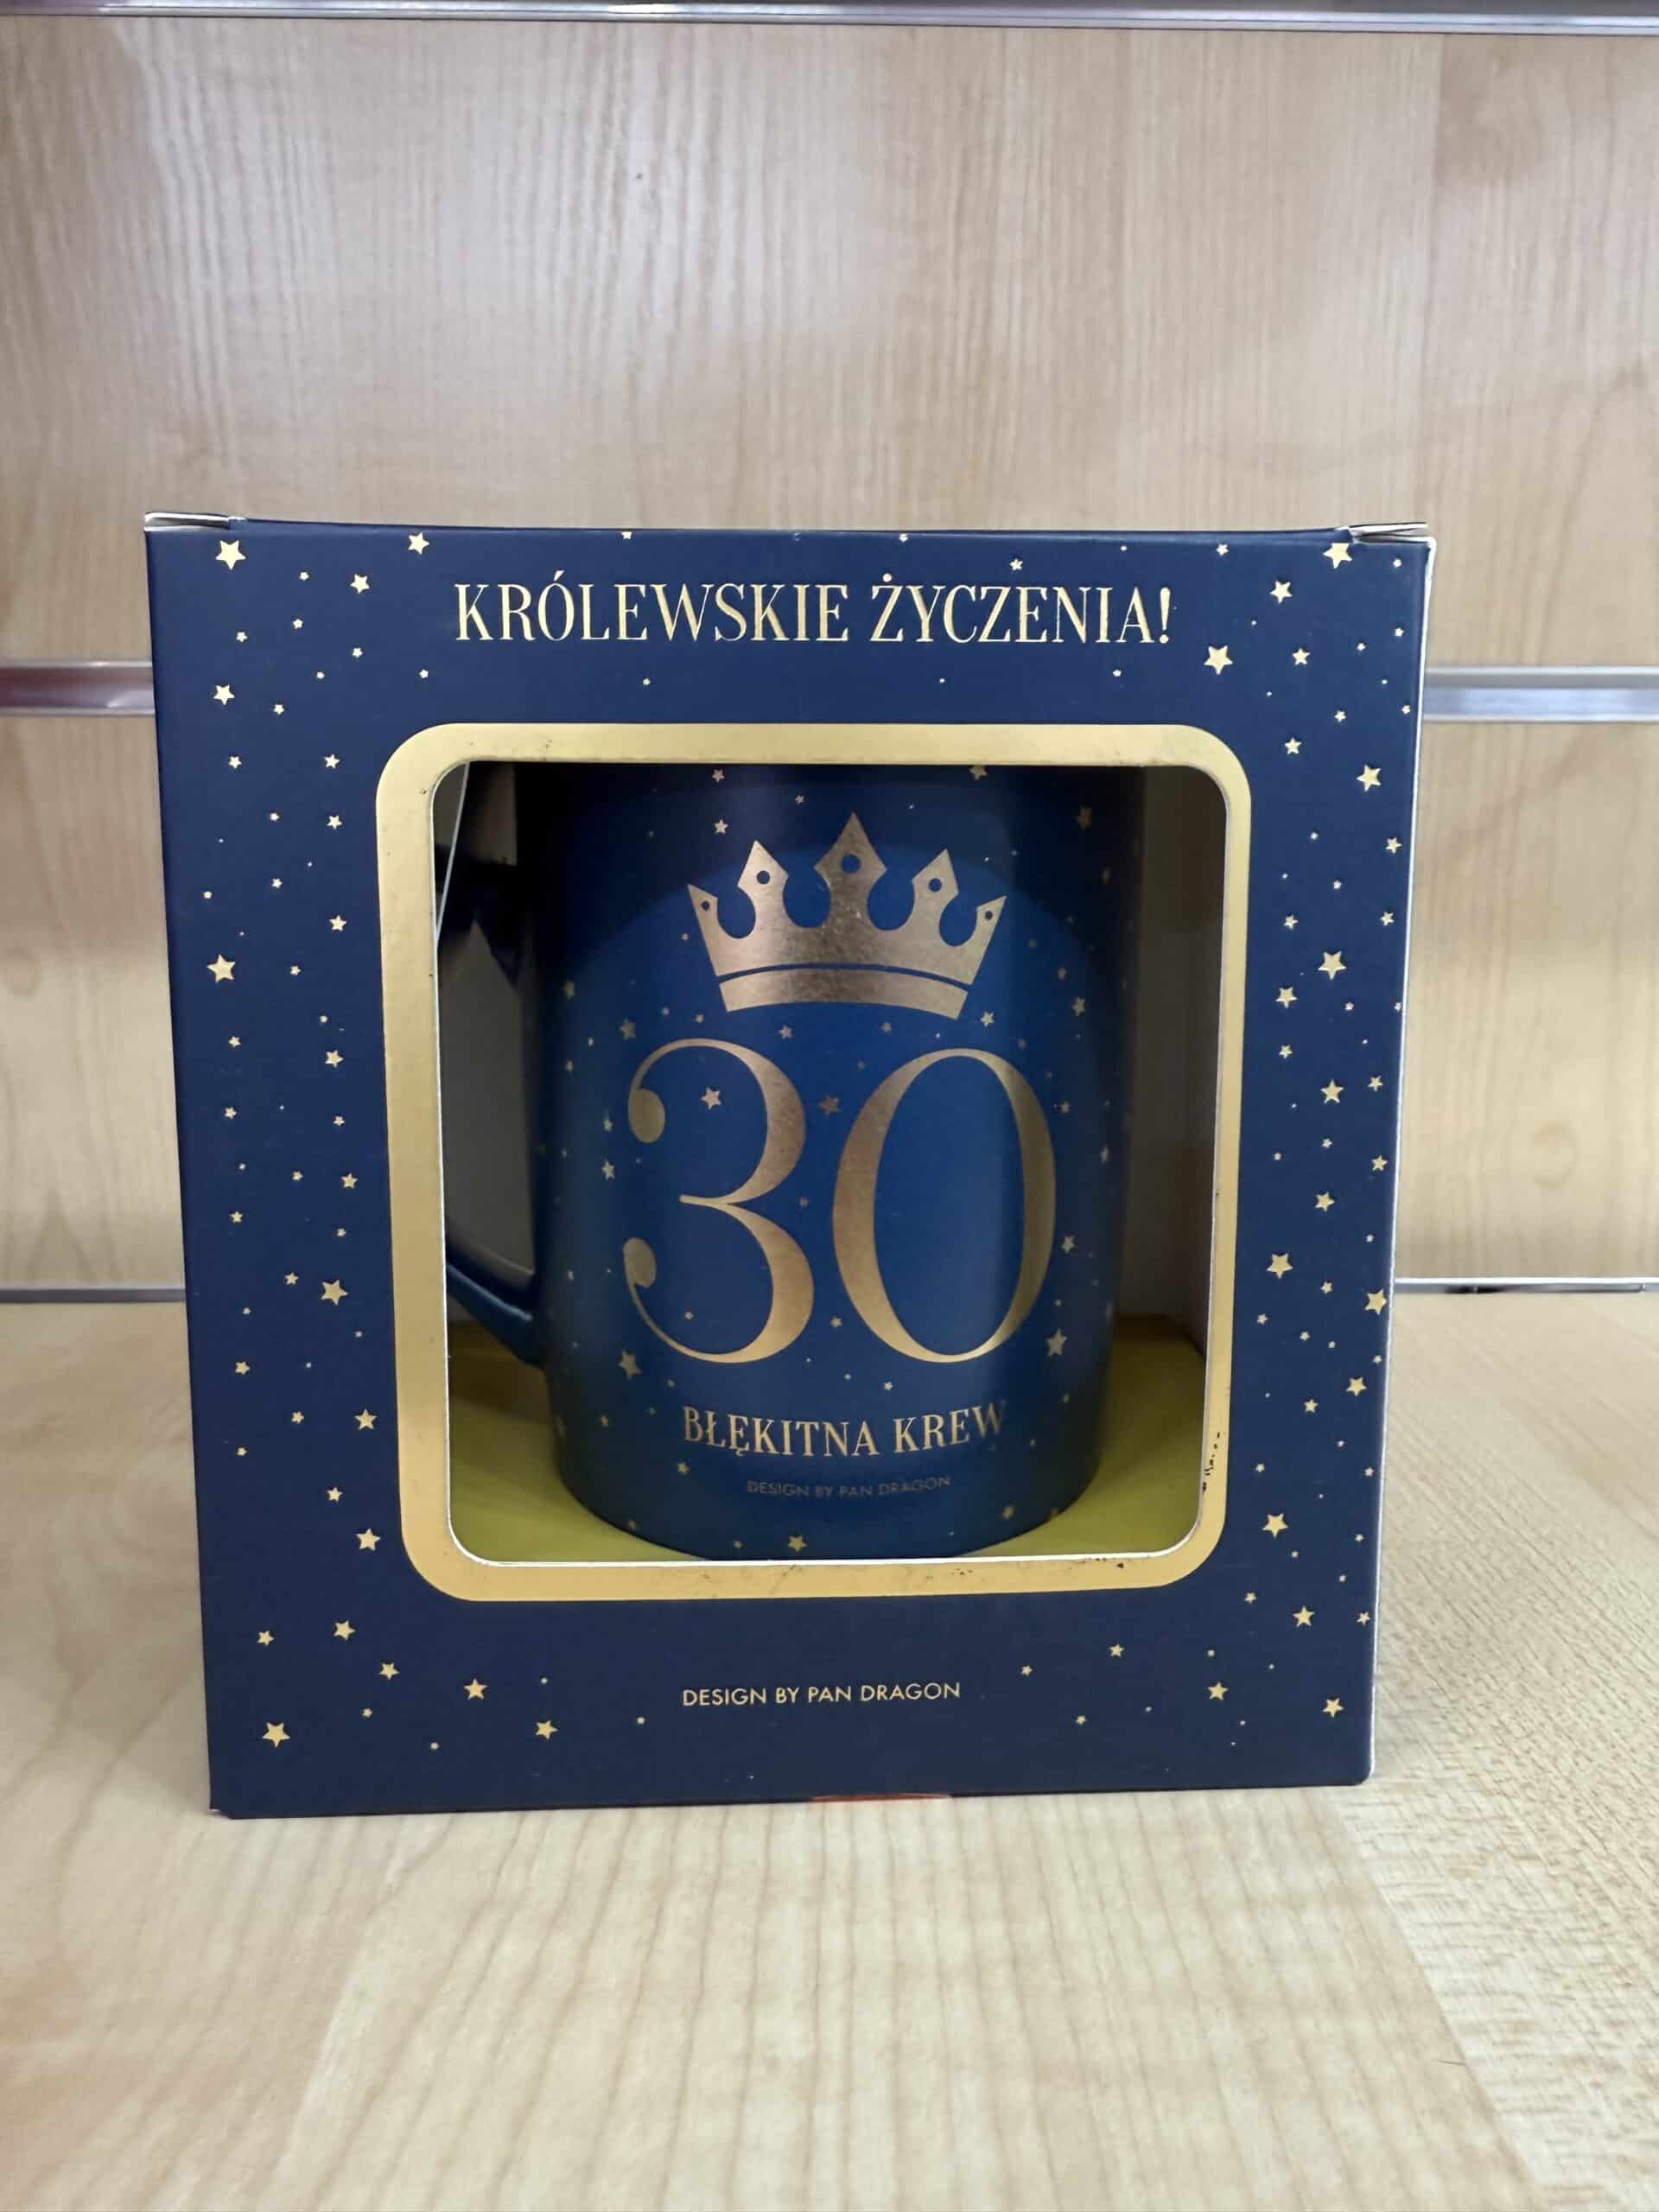 KRÓLEWSKIE ŻYCZENIA!
30
BŁĘKITNA KREW
DESIGN BY PAN DRAGON
DESIGN BY PAN DRAGON